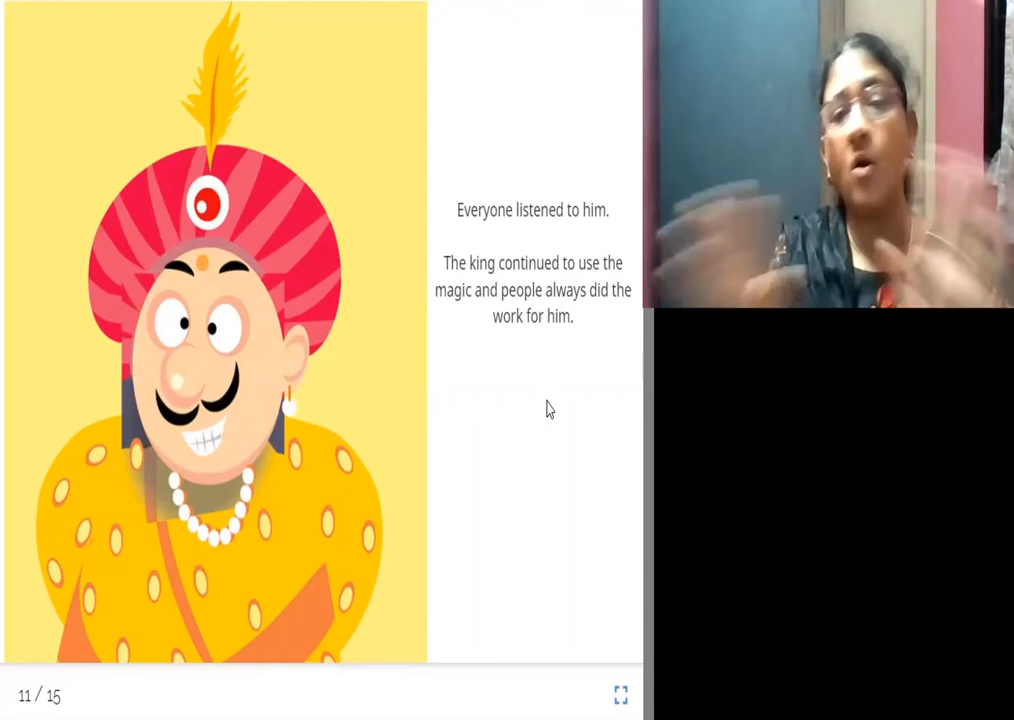 Everyone listened to him.
The king continued to use the
magic and people always did the
work for him.
11 / 15